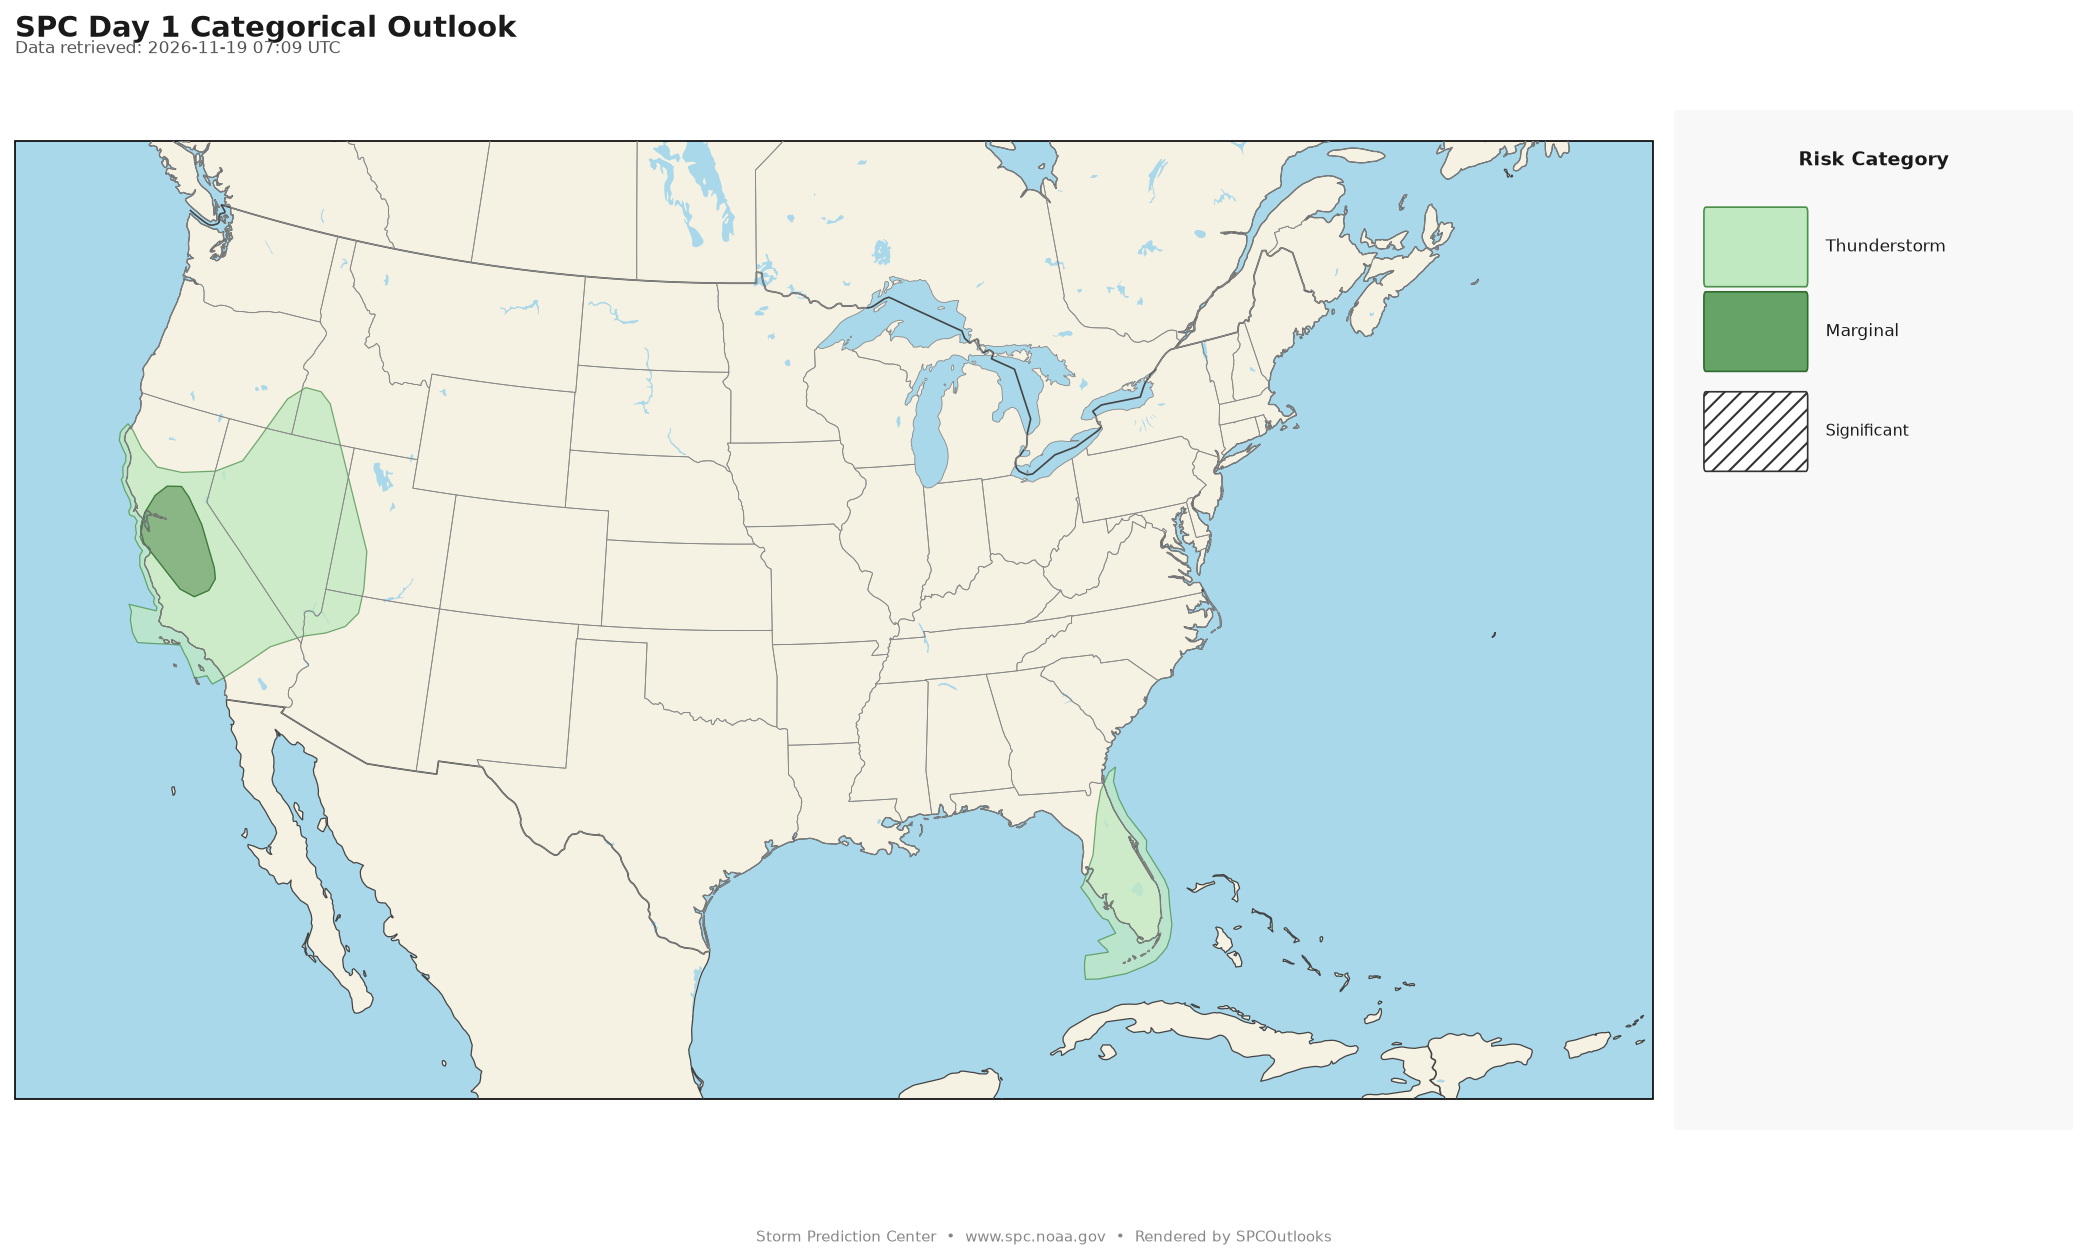 SPC Day 1 Categorical Outlook
Data retrieved: 2026-11-19 07:09 UTC
Risk Category
Thunderstorm
Marginal
Significant
Storm Prediction Center • www.spc.noaa.gov • Rendered by SPCOutlooks